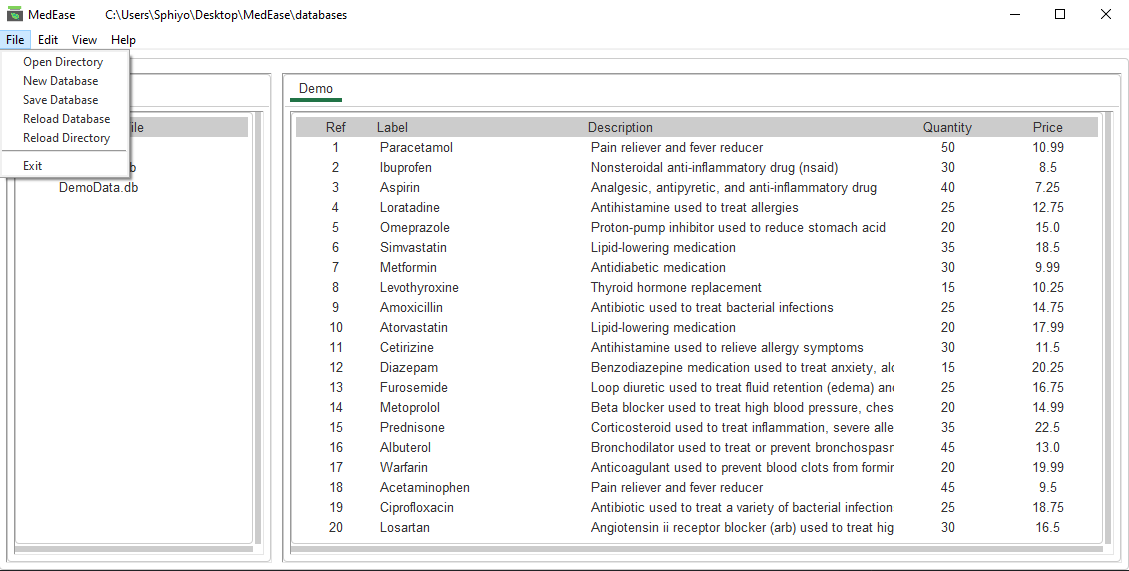 MedEase C:\Users\Sphiyo\Desktop\MedEase\databases
File Edit View Help
Open Directory
New Database
Save Database
Reload Database
Reload Directory
Exit
DemoData.db
Demo
Ref Label Description Quantity Price
1 Paracetamol Pain reliever and fever reducer 50 10.99
2 Ibuprofen Nonsteroidal anti-inflammatory drug (nsaid) 30 8.5
3 Aspirin Analgesic, antipyretic, and anti-inflammatory drug 40 7.25
4 Loratadine Antihistamine used to treat allergies 25 12.75
5 Omeprazole Proton-pump inhibitor used to reduce stomach acid 20 15.0
6 Simvastatin Lipid-lowering medication 35 18.5
7 Metformin Antidiabetic medication 30 9.99
8 Levothyroxine Thyroid hormone replacement 15 10.25
9 Amoxicillin Antibiotic used to treat bacterial infections 25 14.75
10 Atorvastatin Lipid-lowering medication 20 17.99
11 Cetirizine Antihistamine used to relieve allergy symptoms 30 11.5
12 Diazepam Benzodiazepine medication used to treat anxiety, 15 20.25
13 Furosemide Loop diuretic used to treat fluid retention (edema) 25 16.75
14 Metoprolol Beta blocker used to treat high blood pressure, 20 14.99
15 Prednisone Corticosteroid used to treat inflammation, severe 35 22.5
16 Albuterol Bronchodilator used to treat or prevent 45 13.0
17 Warfarin Anticoagulant used to prevent blood clots from 20 19.99
18 Acetaminophen Pain reliever and fever reducer 45 9.5
19 Ciprofloxacin Antibiotic used to treat a variety of bacterial infection 25 18.75
20 Losartan Angiotensin ii receptor blocker (arb) used to treat 30 16.5